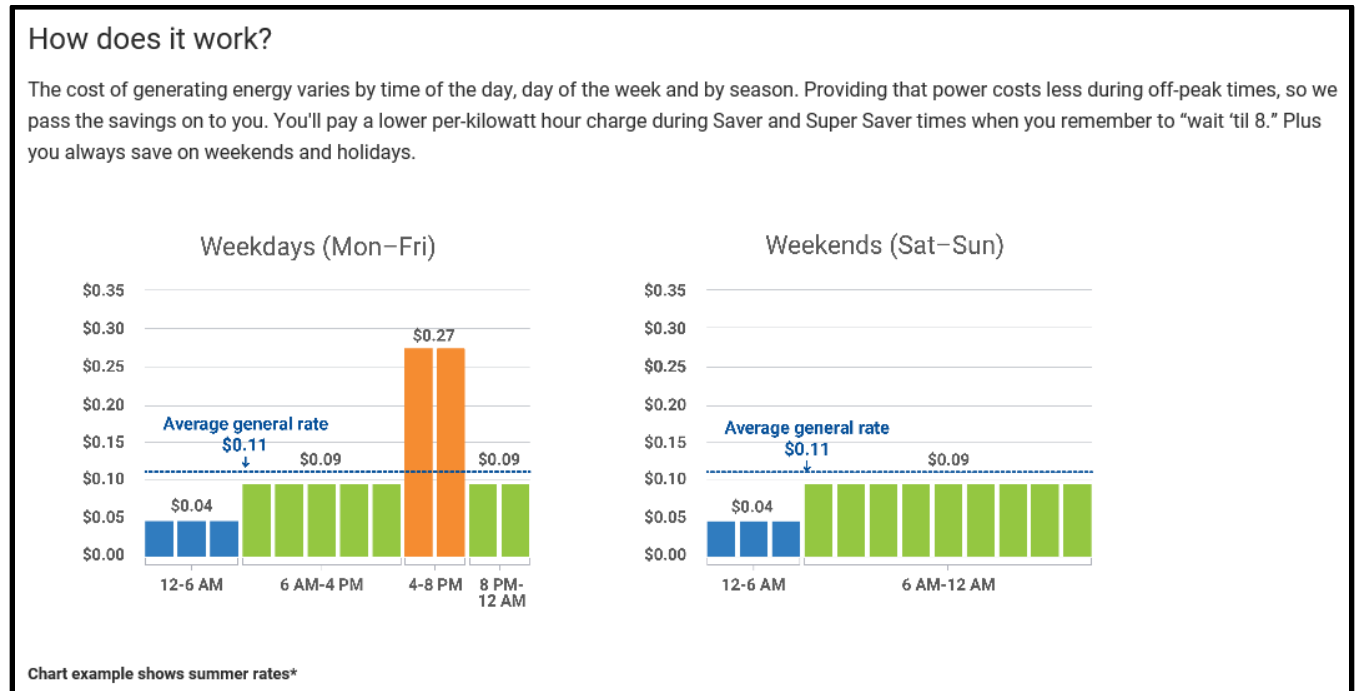 How does it work?
The cost of generating energy varies by time of the day, day of the week and by season. Providing that power costs less during off-peak times, so we
pass the savings on to you. You'll pay a lower per-kilowatt hour charge during Saver and Super Saver times when you remember to “wait ‘til 8.” Plus
you always save on weekends and holidays.
Weekdays (Mon–Fri)
$0.35
$0.30
$0.27
$0.25
$0.20
Average general rate
$0.11
$0.15
$0.09
$0.09
$0.10
$0.04
$0.05
$0.00
12-6 AM
6 AM-4 PM
4-8 PM
8 PM-
12 AM
Weekends (Sat–Sun)
$0.35
$0.30
$0.25
$0.20
Average general rate
$0.15
$0.11
$0.09
$0.10
$0.04
$0.05
$0.00
12-6 AM
6 AM-12 AM
Chart example shows summer rates*